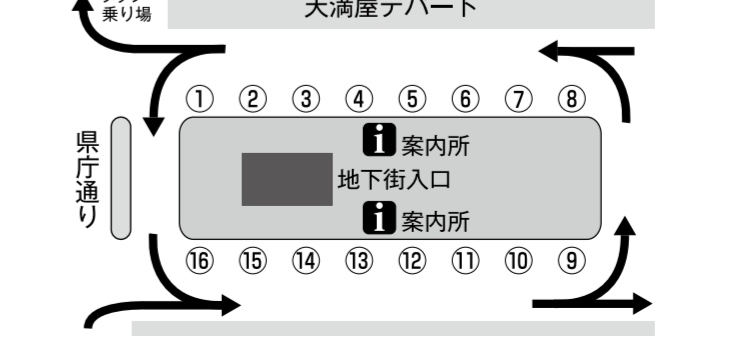 乗り場
天満屋デパート
① ② ③ ④ ⑤ ⑥ ⑦ ⑧
県庁通り
i 案内所
地下街入口
i 案内所
⑯ ⑮ ⑭ ⑬ ⑫ ⑪ ⑩ ⑨